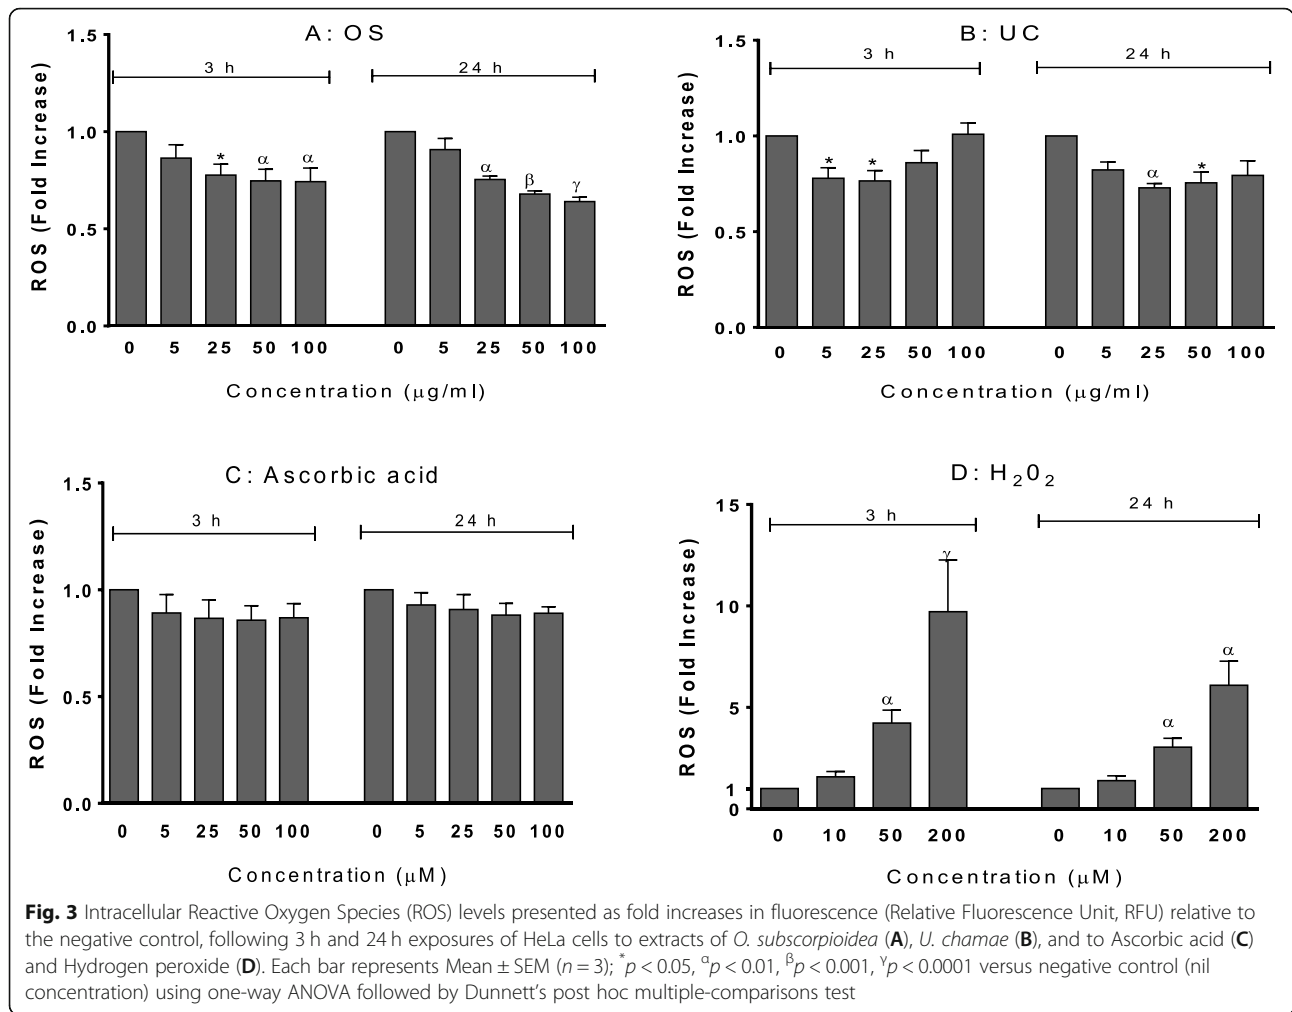 A: OS
ROS (Fold Increase)
1.5
1.0
0.5
0.0
3 h
24 h
*
α
α
α
β
γ
0 5 25 50 100 0 5 25 50 100
Concentration (μg/ml)
B: UC
ROS (Fold Increase)
1.5
1.0
0.5
0.0
3 h
24 h
*
*
α
*
0 5 25 50 100 0 5 25 50 100
Concentration (μg/ml)
C: Ascorbic acid
ROS (Fold Increase)
1.5
1.0
0.5
0.0
3 h
24 h
0 5 25 50 100 0 5 25 50 100
Concentration (μM)
D: H₂0₂
ROS (Fold Increase)
15
10
5
1
0
3 h
24 h
α
γ
α
α
0 10 50 200 0 10 50 200
Concentration (μM)
Fig. 3 Intracellular Reactive Oxygen Species (ROS) levels presented as fold increases in fluorescence (Relative Fluorescence Unit, RFU) relative to
the negative control, following 3 h and 24 h exposures of HeLa cells to extracts of O. subscorpioidea (A), U. chamae (B), and to Ascorbic acid (C)
and Hydrogen peroxide (D). Each bar represents Mean ± SEM (n = 3); *p < 0.05, αp < 0.01, βp < 0.001, γp < 0.0001 versus negative control (nil
concentration) using one-way ANOVA followed by Dunnett's post hoc multiple-comparisons test